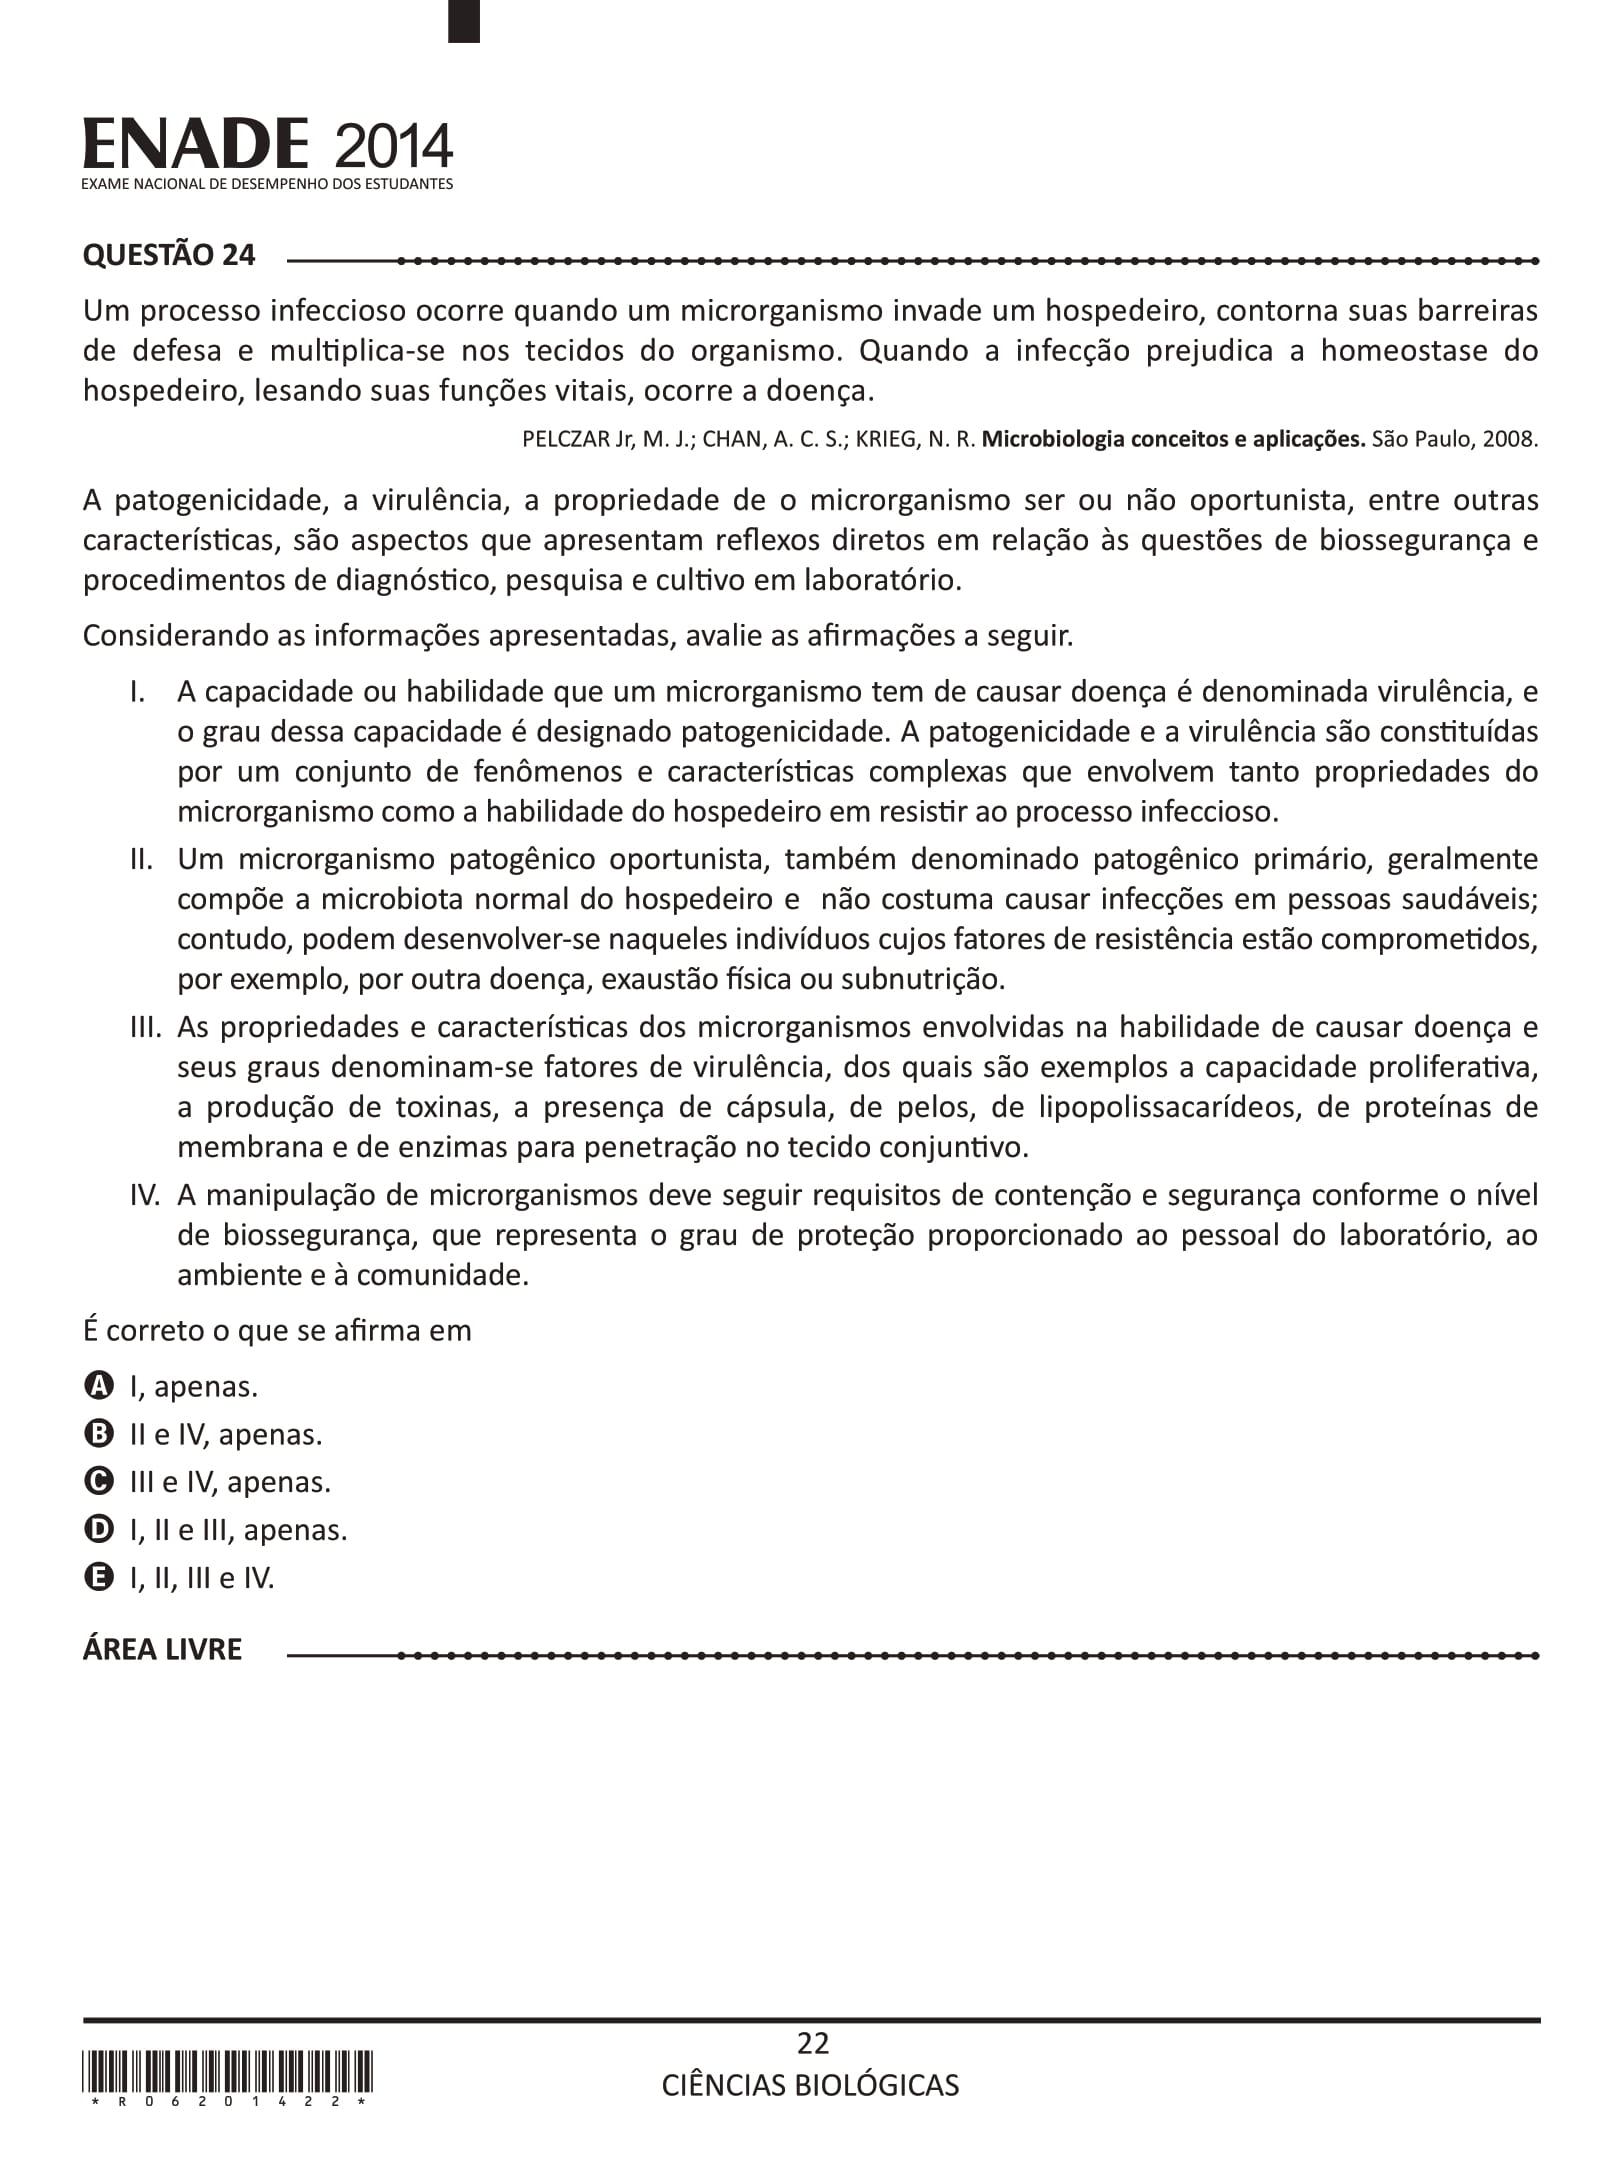 ENADE 2014
EXAME NACIONAL DE DESEMPENHO DOS ESTUDANTES
QUESTÃO 24
Um processo infeccioso ocorre quando um microrganismo invade um hospedeiro, contorna suas barreiras
de defesa e multiplica-se nos tecidos do organismo. Quando a infecção prejudica a homeostase do
hospedeiro, lesando suas funções vitais, ocorre a doença.
PELCZAR Jr, M. J.; CHAN, A. C. S.; KRIEG, N. R. Microbiologia conceitos e aplicações. São Paulo, 2008.
A patogenicidade, a virulência, a propriedade de o microrganismo ser ou não oportunista, entre outras
características, são aspectos que apresentam reflexos diretos em relação às questões de biossegurança e
procedimentos de diagnóstico, pesquisa e cultivo em laboratório.
Considerando as informações apresentadas, avalie as afirmações a seguir.
I. A capacidade ou habilidade que um microrganismo tem de causar doença é denominada virulência, e
o grau dessa capacidade é designado patogenicidade. A patogenicidade e a virulência são constituídas
por um conjunto de fenômenos e características complexas que envolvem tanto propriedades do
microrganismo como a habilidade do hospedeiro em resistir ao processo infeccioso.
II. Um microrganismo patogênico oportunista, também denominado patogênico primário, geralmente
compõe a microbiota normal do hospedeiro e não costuma causar infecções em pessoas saudáveis;
contudo, podem desenvolver-se naqueles indivíduos cujos fatores de resistência estão comprometidos,
por exemplo, por outra doença, exaustão física ou subnutrição.
III. As propriedades e características dos microrganismos envolvidas na habilidade de causar doença e
seus graus denominam-se fatores de virulência, dos quais são exemplos a capacidade proliferativa,
a produção de toxinas, a presença de cápsula, de pelos, de lipopolissacarídeos, de proteínas de
membrana e de enzimas para penetração no tecido conjuntivo.
IV. A manipulação de microrganismos deve seguir requisitos de contenção e segurança conforme o nível
de biossegurança, que representa o grau de proteção proporcionado ao pessoal do laboratório, ao
ambiente e à comunidade.
É correto o que se afirma em
A I, apenas.
B II e IV, apenas.
C III e IV, apenas.
D I, II e III, apenas.
E I, II, III e IV.
ÁREA LIVRE
22
CIÊNCIAS BIOLÓGICAS
* R 0 6 2 0 1 4 2 2 *